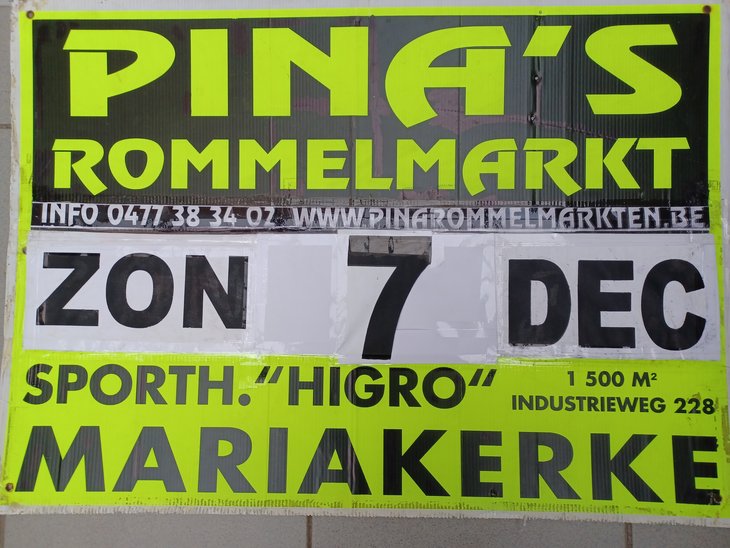 PINA'S
ROMMELMARKT
INFO 0477 38 34 02 WWW.PINAROMMELMARKTEN.BE
ZON 7 DEC
SPORTH. "HIGRO"
1 500 M²
INDUSTRIEWEG 228
MARIAKERKE